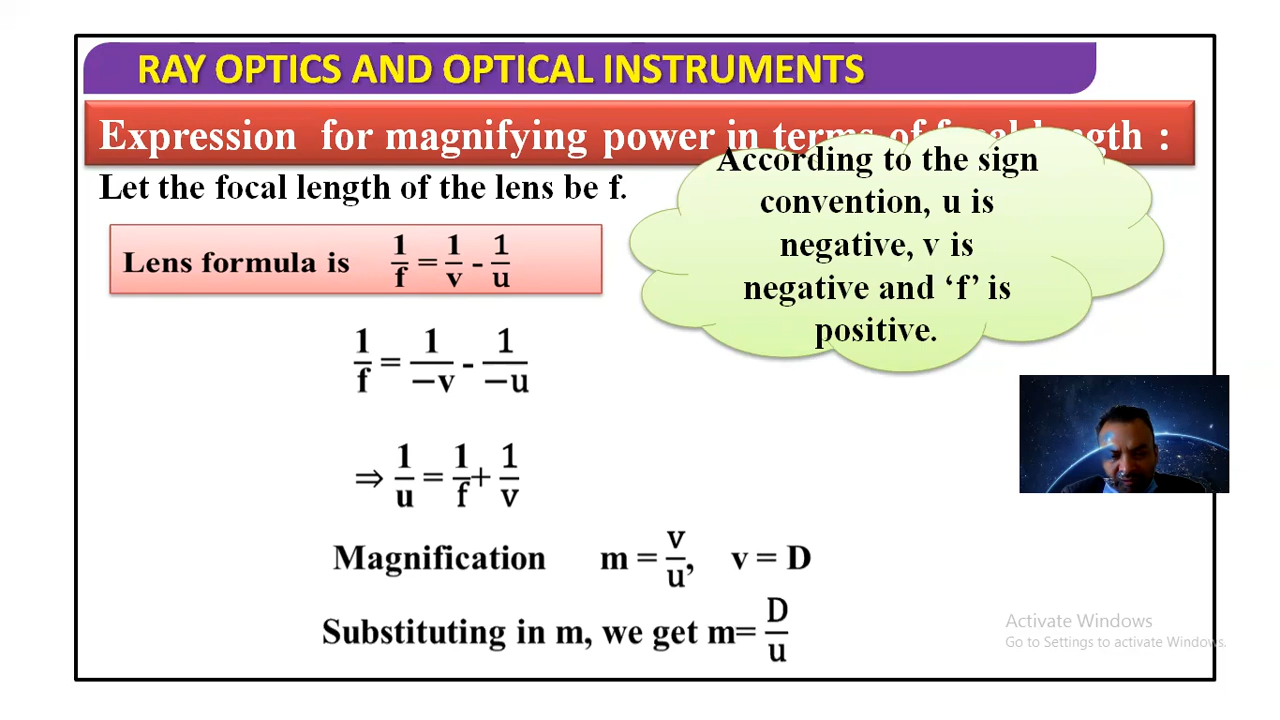 RAY OPTICS AND OPTICAL INSTRUMENTS
Expression for magnifying power in terms of focal length :
Let the focal length of the lens be f.
According to the sign
convention, u is
negative, v is
negative and ‘f’ is
positive.
Lens formula is 1/f = 1/v - 1/u
1/f = 1/−v - 1/−u
⇒ 1/u = 1/f + 1/v
Magnification m = v/u, v = D
Substituting in m, we get m= D/u
Activate Windows
Go to Settings to activate Windows.